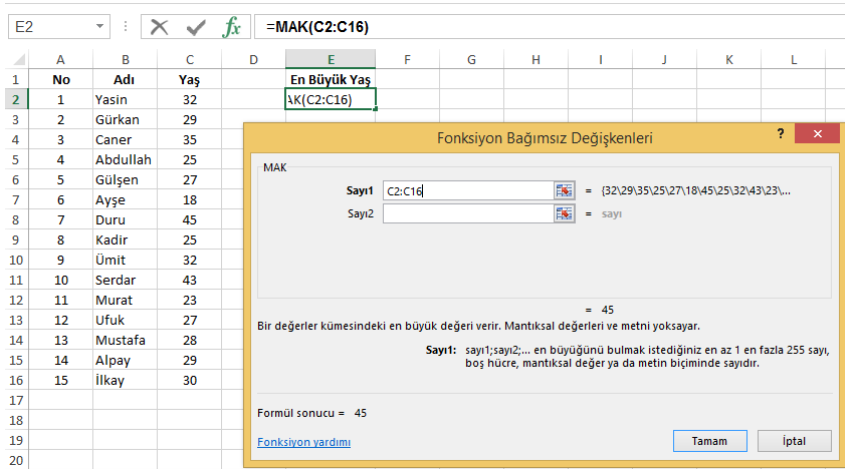 E2 fx =MAK(C2:C16)
A B C D E F G H I J K L
1 No Adı Yaş En Büyük Yaş
2 1 Yasin 32 AK(C2:C16)
3 2 Gürkan 29
4 3 Caner 35
5 4 Abdullah 25
6 5 Gülşen 27
7 6 Ayşe 18
8 7 Duru 45
9 8 Kadir 25
10 9 Ümit 32
11 10 Serdar 43
12 11 Murat 23
13 12 Ufuk 27
14 13 Mustafa 28
15 14 Alpay 29
16 15 İlkay 30
17
18
19
20
Fonksiyon Bağımsız Değişkenleri ? ×
MAK
Sayı1 C2:C16 = {32\29\35\25\27\18\45\25\32\43\23\...
Sayı2 = sayı
= 45
Bir değerler kümesindeki en büyük değeri verir. Mantıksal değerleri ve metni yoksayar.
Sayı1: sayı1;sayı2;... en büyüğünü bulmak istediğiniz en az 1 en fazla 255 sayı,
boş hücre, mantıksal değer ya da metin biçiminde sayıdır.
Formül sonucu = 45
Fonksiyon yardımı
Tamam
İptal